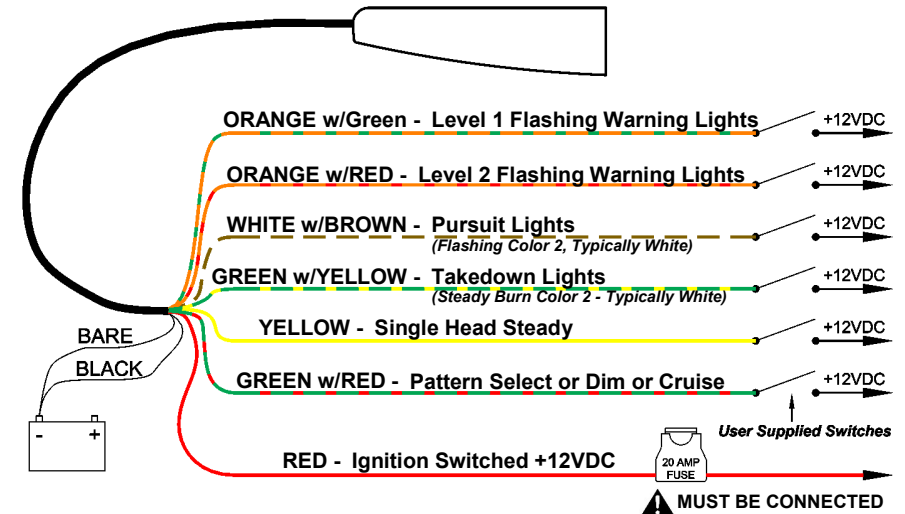 ORANGE w/Green - Level 1 Flashing Warning Lights
+12VDC
ORANGE w/RED - Level 2 Flashing Warning Lights
+12VDC
WHITE w/BROWN - Pursuit Lights
(Flashing Color 2, Typically White)
+12VDC
GREEN w/YELLOW - Takedown Lights
(Steady Burn Color 2 - Typically White)
+12VDC
YELLOW - Single Head Steady
+12VDC
BARE
BLACK
- +
GREEN w/RED - Pattern Select or Dim or Cruise
+12VDC
User Supplied Switches
RED - Ignition Switched +12VDC
20 AMP
FUSE
MUST BE CONNECTED